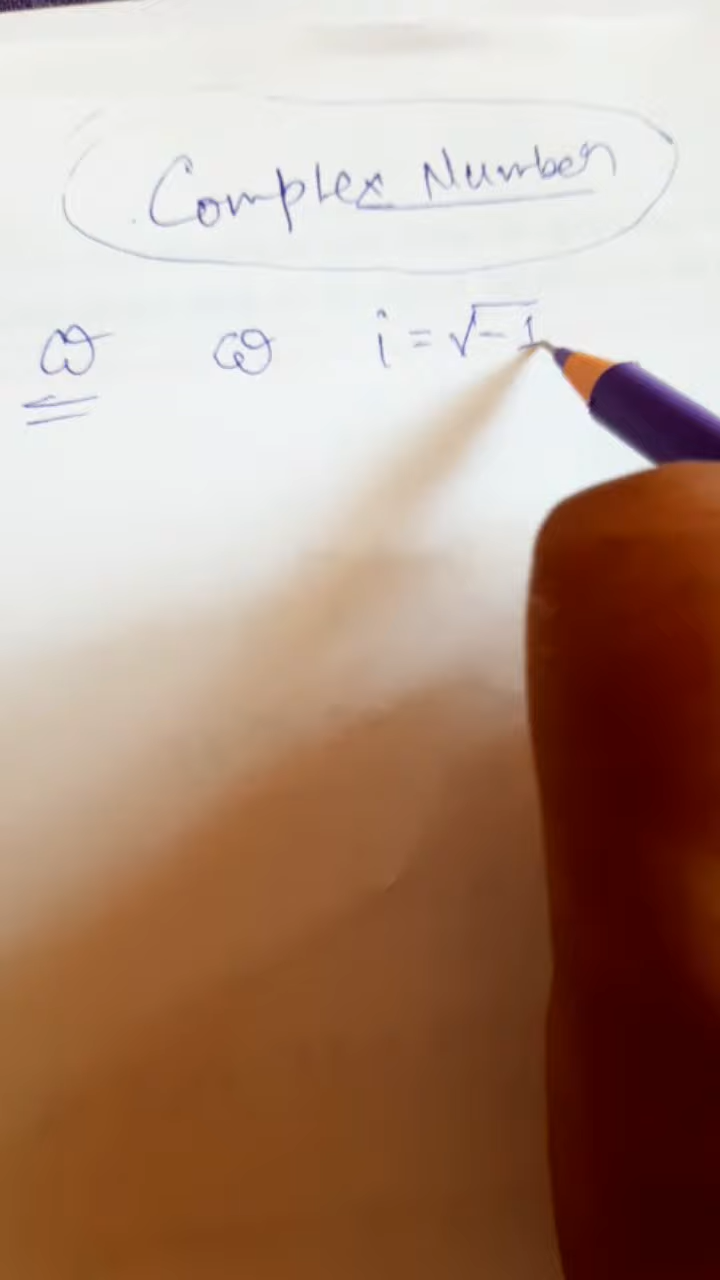 Complex Number
ω ω i = √-1